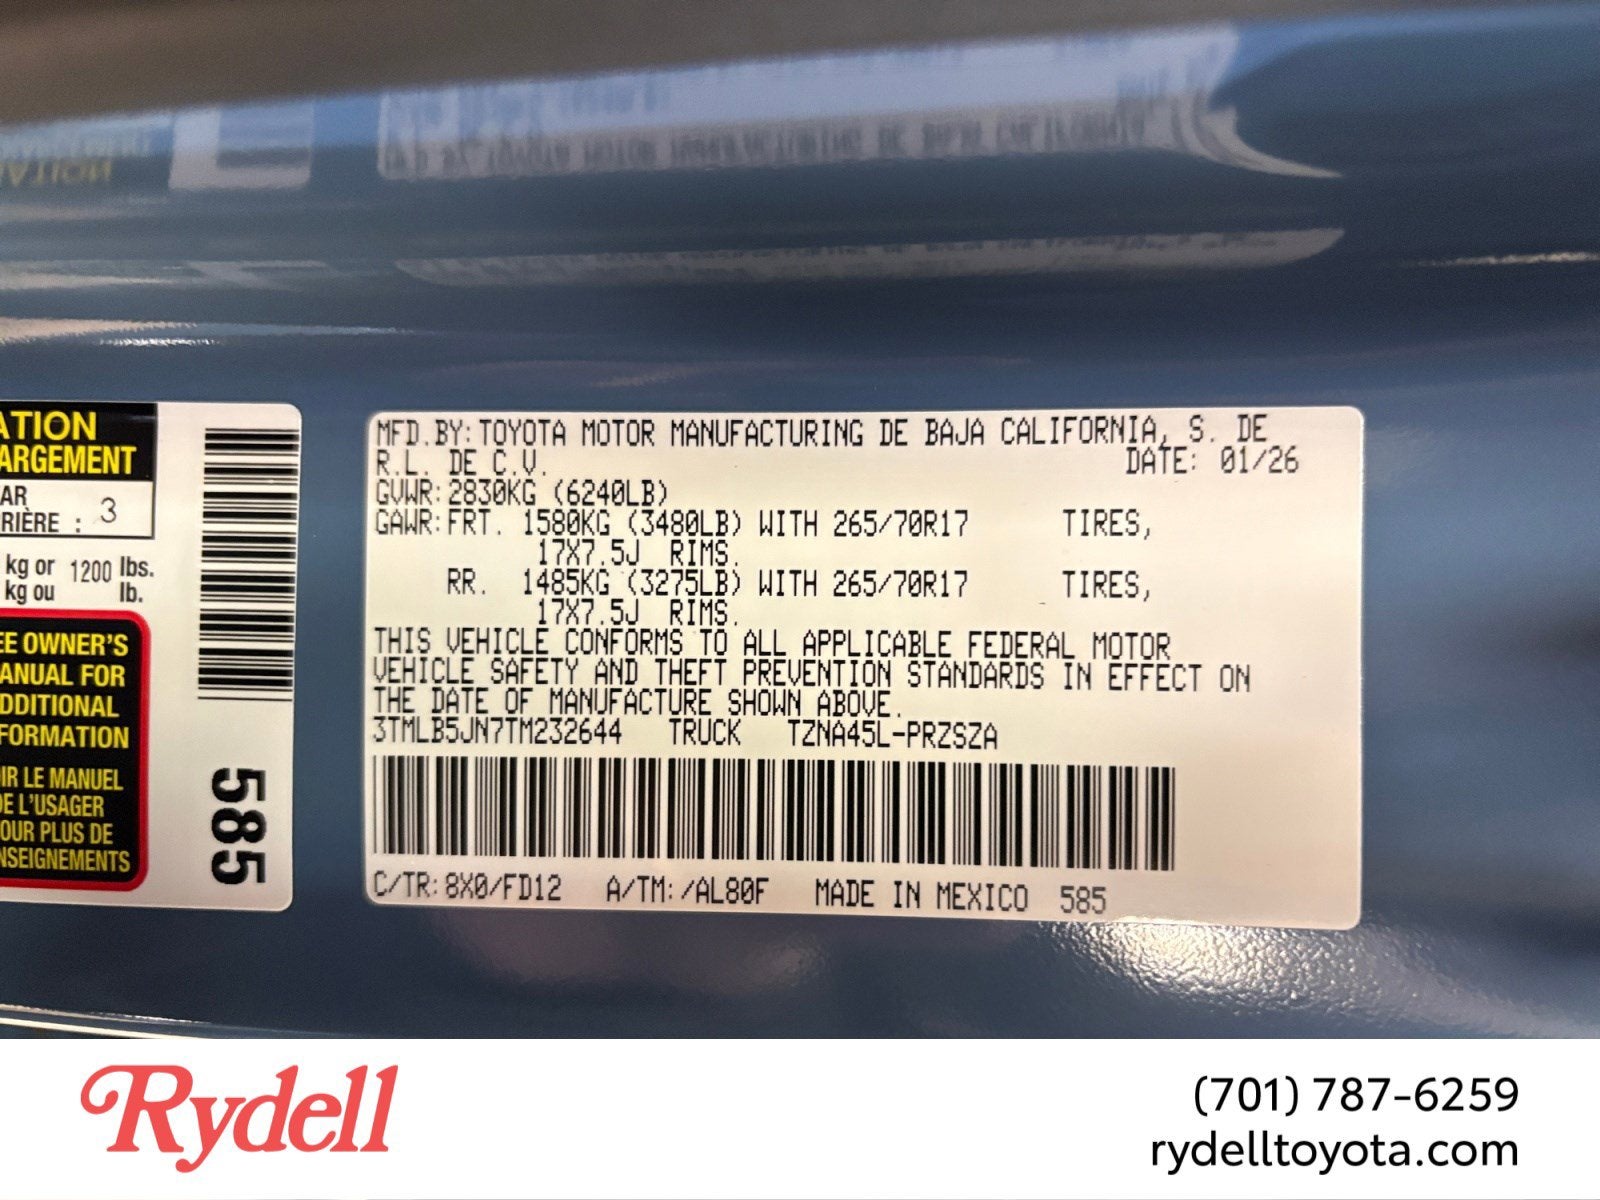 ATION
ARGEMENT
AR
RIÈRE : 3
kg or 1200 lbs.
kg ou lb.
EE OWNER'S
ANUAL FOR
DDITIONAL
FORMATION
IR LE MANUEL
DE L'USAGER
OUR PLUS DE
NSEIGNEMENTS
585
MFD.BY:TOYOTA MOTOR MANUFACTURING DE BAJA CALIFORNIA, S. DE
R.L. DE C.V. DATE: 01/26
GVWR:2830KG (6240LB)
GAWR:FRT. 1580KG (3480LB) WITH 265/70R17 TIRES,
17X7.5J RIMS.
RR. 1485KG (3275LB) WITH 265/70R17 TIRES,
17X7.5J RIMS.
THIS VEHICLE CONFORMS TO ALL APPLICABLE FEDERAL MOTOR
VEHICLE SAFETY AND THEFT PREVENTION STANDARDS IN EFFECT ON
THE DATE OF MANUFACTURE SHOWN ABOVE.
3TMLB5JN7TM232644 TRUCK TZNA45L-PRZSZA
C/TR:8X0/FD12 A/TM:/AL80F MADE IN MEXICO 585
Rydell
(701) 787-6259
rydelltoyota.com